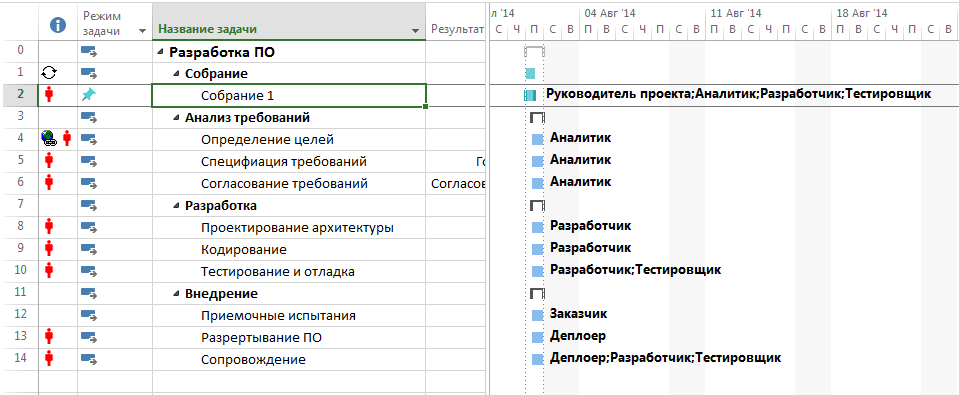 Режим задачи Название задачи Результат л '14 04 Авг '14 11 Авг '14 18 Авг '14
С Ч П С В П В С Ч П С В П В С Ч П С В П В С Ч П С В
0 Разработка ПО
1 Собрание
2 Собрание 1 Руководитель проекта;Аналитик;Разработчик;Тестировщик
3 Анализ требований
4 Определение целей Аналитик
5 Специфиация требований Го Аналитик
6 Согласование требований Согласов Аналитик
7 Разработка
8 Проектирование архитектуры Разработчик
9 Кодирование Разработчик
10 Тестирование и отладка Разработчик;Тестировщик
11 Внедрение
12 Приемочные испытания Заказчик
13 Разрертывание ПО Деплоер
14 Сопровождение Деплоер;Разработчик;Тестировщик